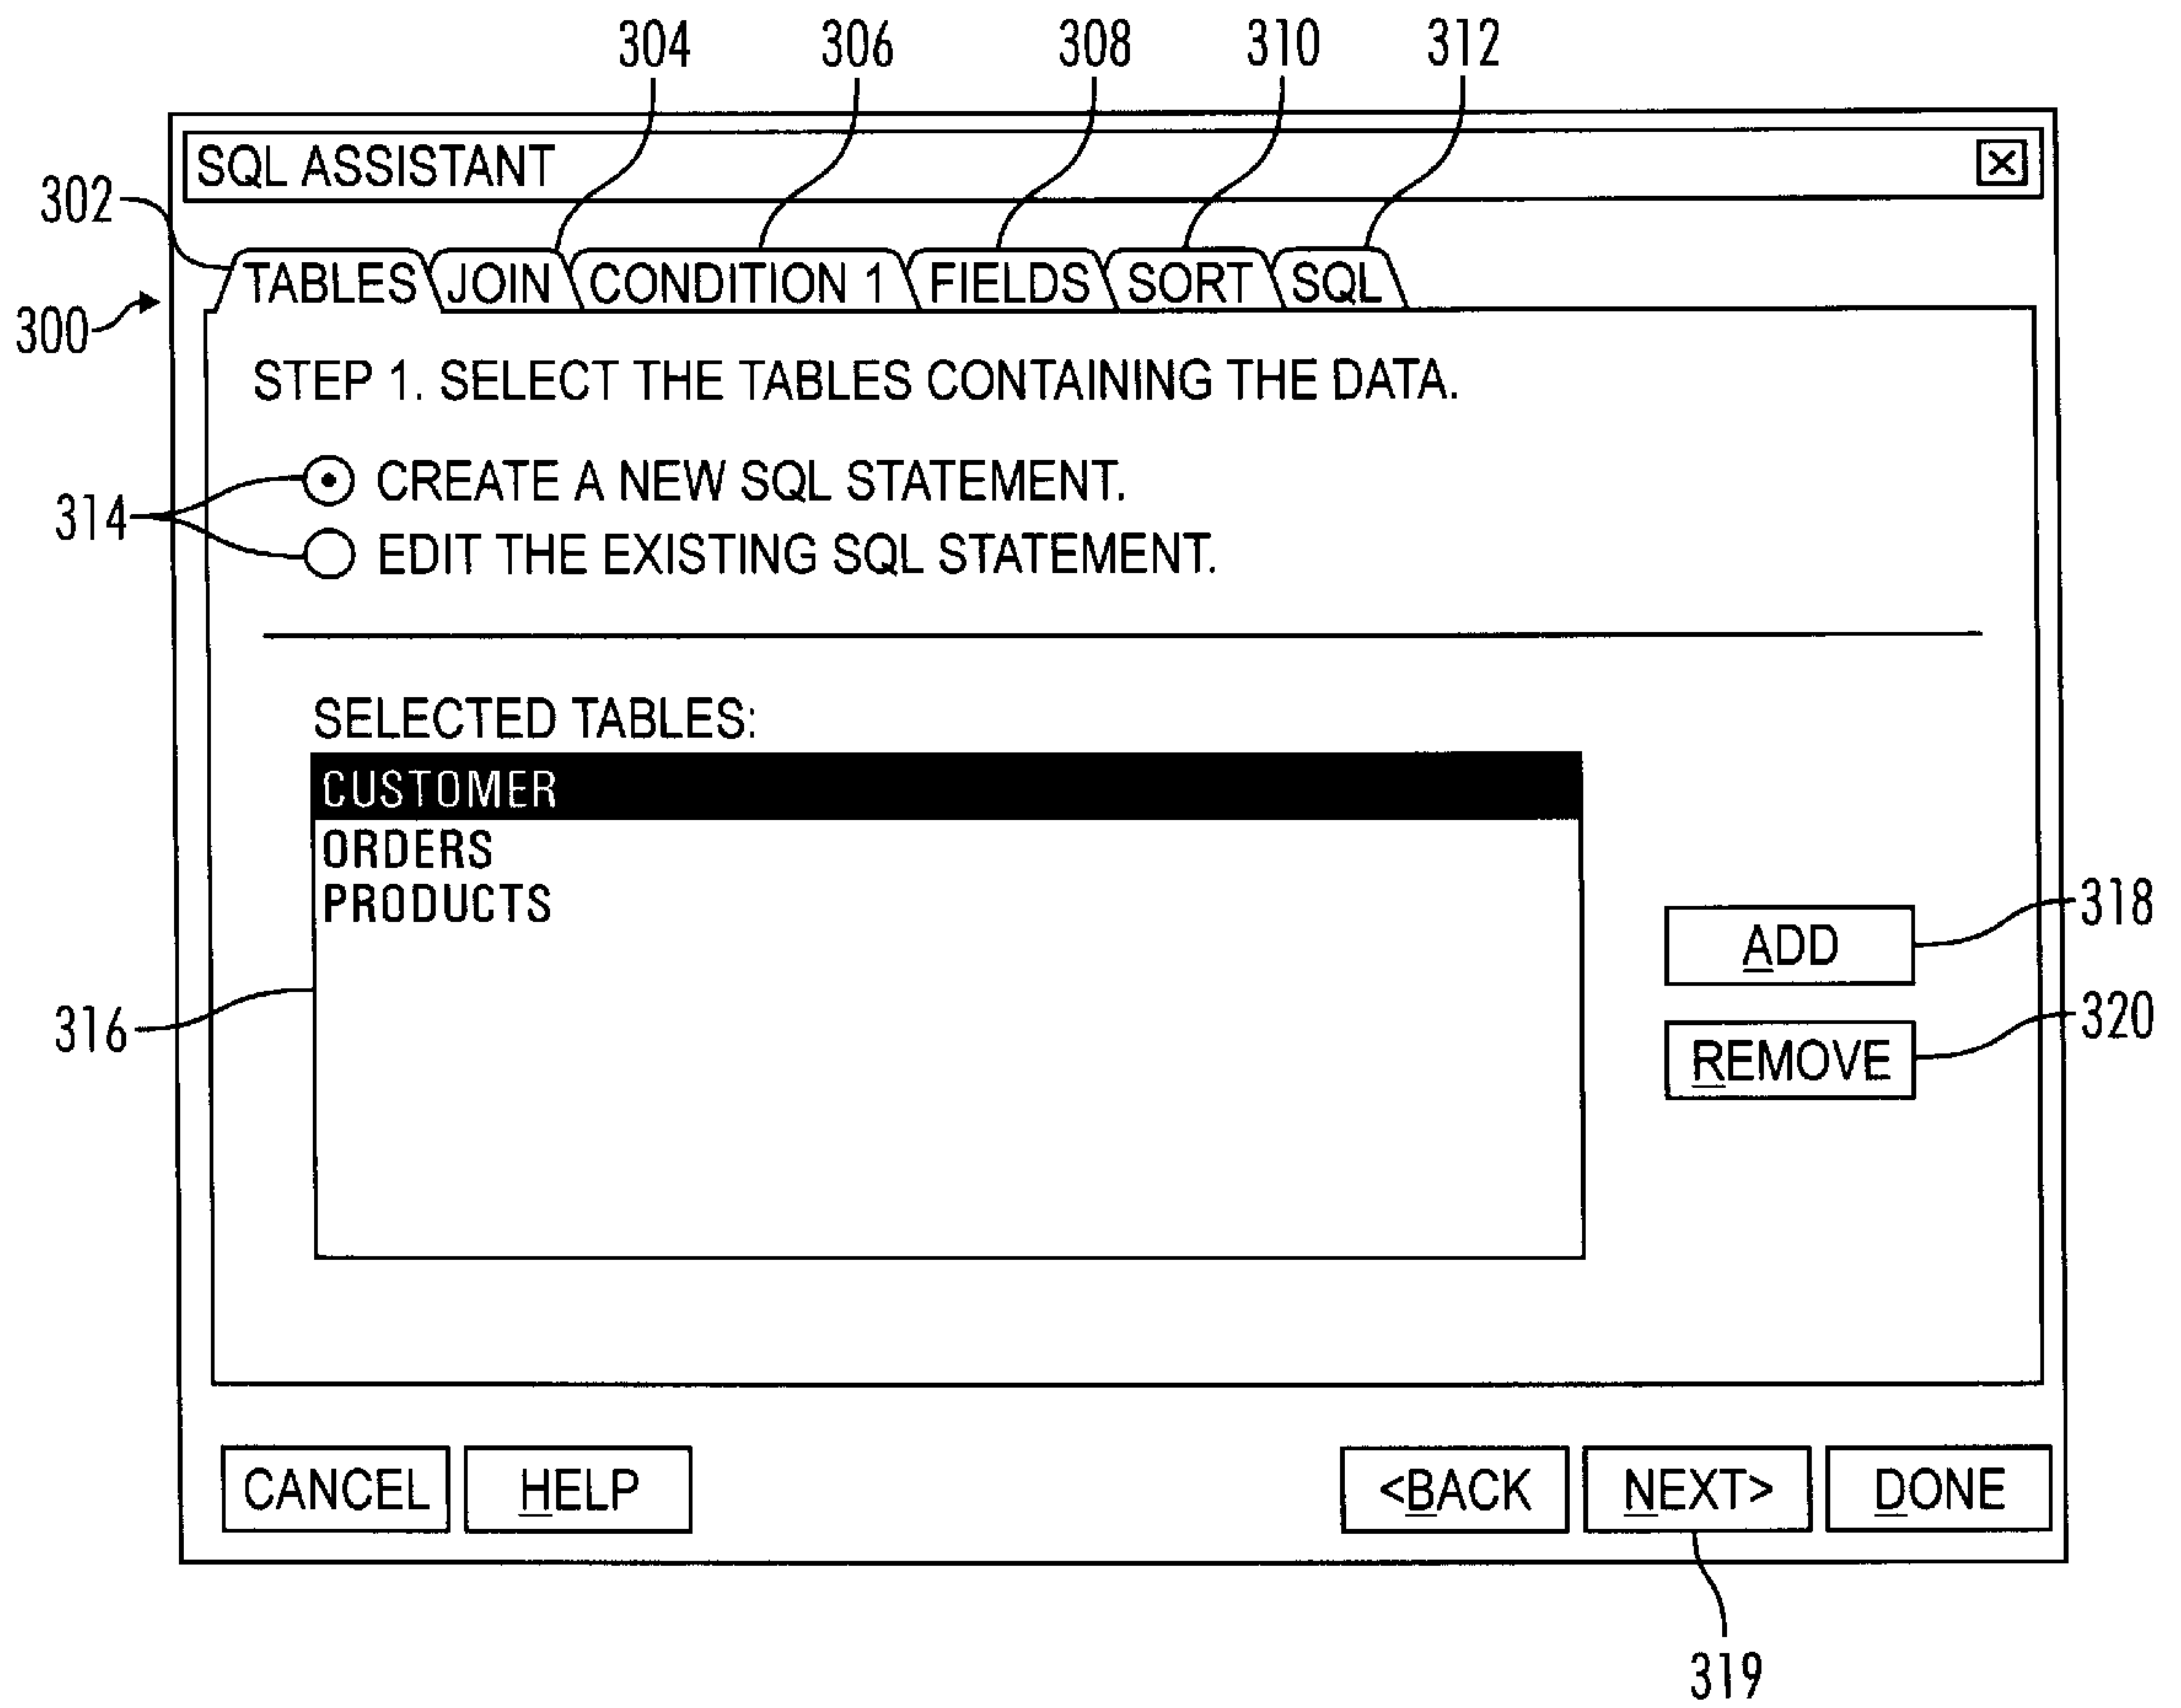 304 306 308 310 312
SQL ASSISTANT
302
TABLES JOIN CONDITION 1 FIELDS SORT SQL
300
STEP 1. SELECT THE TABLES CONTAINING THE DATA.
CREATE A NEW SQL STATEMENT.
314
EDIT THE EXISTING SQL STATEMENT.
SELECTED TABLES:
CUSTOMER
ORDERS
PRODUCTS
318
ADD
316
320
REMOVE
CANCEL HELP <BACK NEXT> DONE
319